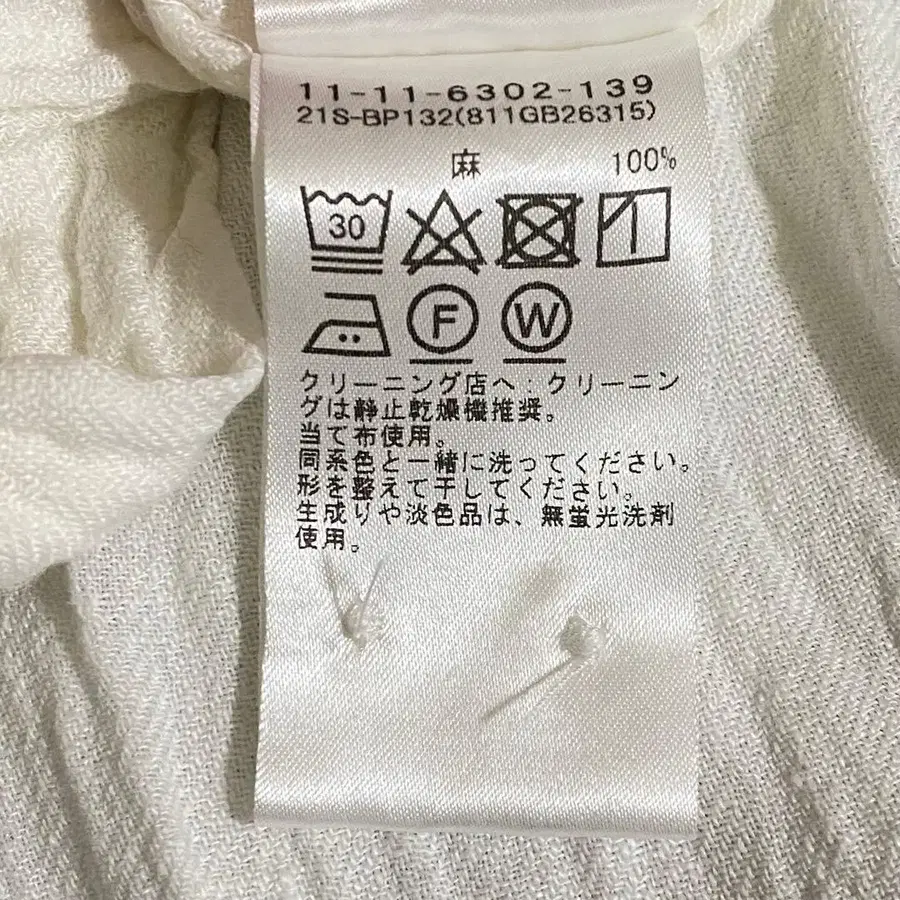 11-11-6302-139
21S-BP132(811GB26315)
麻 100%
30
F W
クリーニング店へ:クリーニン
グは静止乾燥機推奨。
当て布使用。
同系色と一緒に洗ってください。
形を整えて干してください。
生成りや淡色品は、無蛍光洗剤
使用。